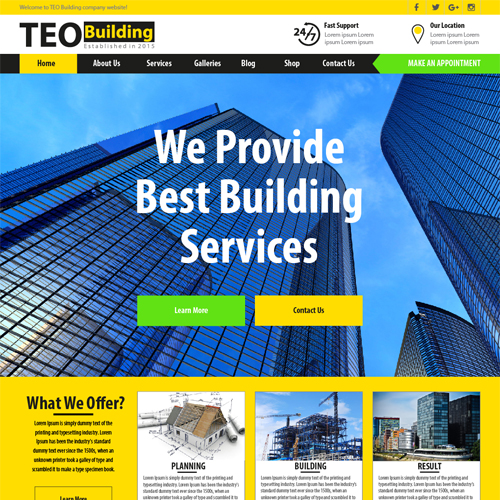 Welcome to TEO Building company website!
TEO Building
Established in 2015
24/7
Fast Support
Lorem ipsum Lorem
Lorem ipsum Lorem
Our Location
Lorem ipsum Lorem
Lorem ipsum Lorem
Home About Us Services Galleries Blog Shop Contact Us MAKE AN APPOINTMENT
We Provide
Best Building
Services
Learn More Contact Us
What We Offer?
Lorem Ipsum is simply dummy text of the
printing and typesetting industry. Lorem
Ipsum has been the industry's standard
dummy text ever since the 1500s, when an
unknown printer took a galley of type and
scrambled it to make a type specimen book.
Learn More
PLANNING
Lorem Ipsum is simply dummy text of the printing and
typesetting industry. Lorem Ipsum has been the
industry's standard dummy text ever since the 1500s, when an
unknown printer took a galley of type and scrambled it to
BUILDING
Lorem Ipsum is simply dummy text of the printing and
typesetting industry. Lorem Ipsum has been the
industry's standard dummy text ever since the 1500s, when an
unknown printer took a galley of type and scrambled it to
RESULT
Lorem Ipsum is simply dummy text of the printing and
typesetting industry. Lorem Ipsum has been the
industry's standard dummy text ever since the 1500s, when an
unknown printer took a galley of type and scrambled it to